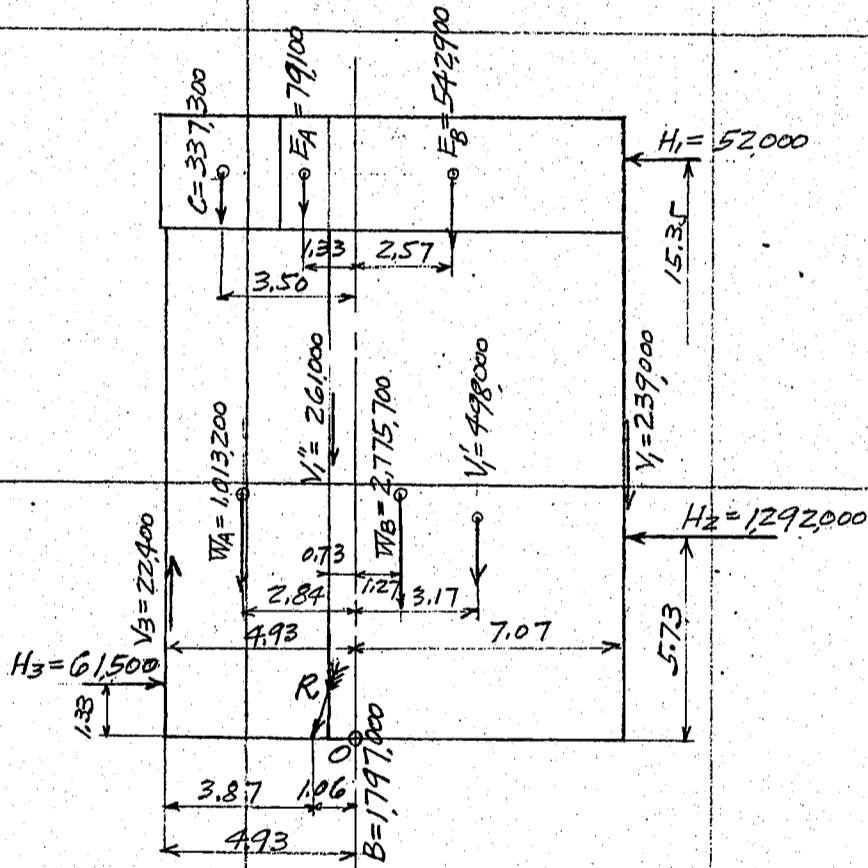 C=337,300
E_A=79,100
E_B=542,900
H₁=52,000
1.33
2.57
3.50
15.35
V₁"=261,000
W_A=1,013,200
W_B=2,775,700
V₁'=498,000
V₁=239,000
V₃=22,400
H₂=1,292,000
0.73
1.27
2.84
3.17
4.93
7.07
5.73
H₃=61,500
1.33
R
O
B=1,797,000
3.87
1.06
4.93